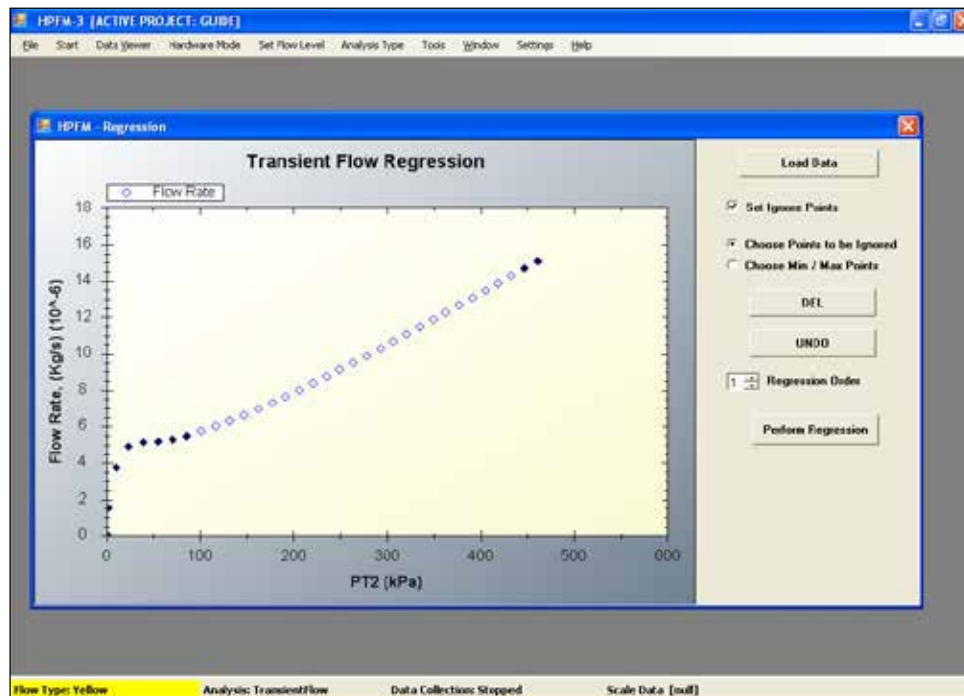 HPFM-3 [ACTIVE PROJECT: GUIDE]
File Start Data Viewer Hardware Mode Set Flow Level Analysis Type Tools Window Settings Help
HPFM - Regression
Transient Flow Regression
Flow Rate
18
16
14
12
10
8
6
4
2
0
Flow Rate, (Kg/s) (10^-6)
0 100 200 300 400 500 600
PT2 (kPa)
Load Data
Set Ignore Points
Choose Points to be Ignored
Choose Min / Max Points
DEL
UNDO
1 Regression Order
Perform Regression
Flow Type: Yellow Analysis: TransientFlow Data Collection: Stopped Scale Data [null]